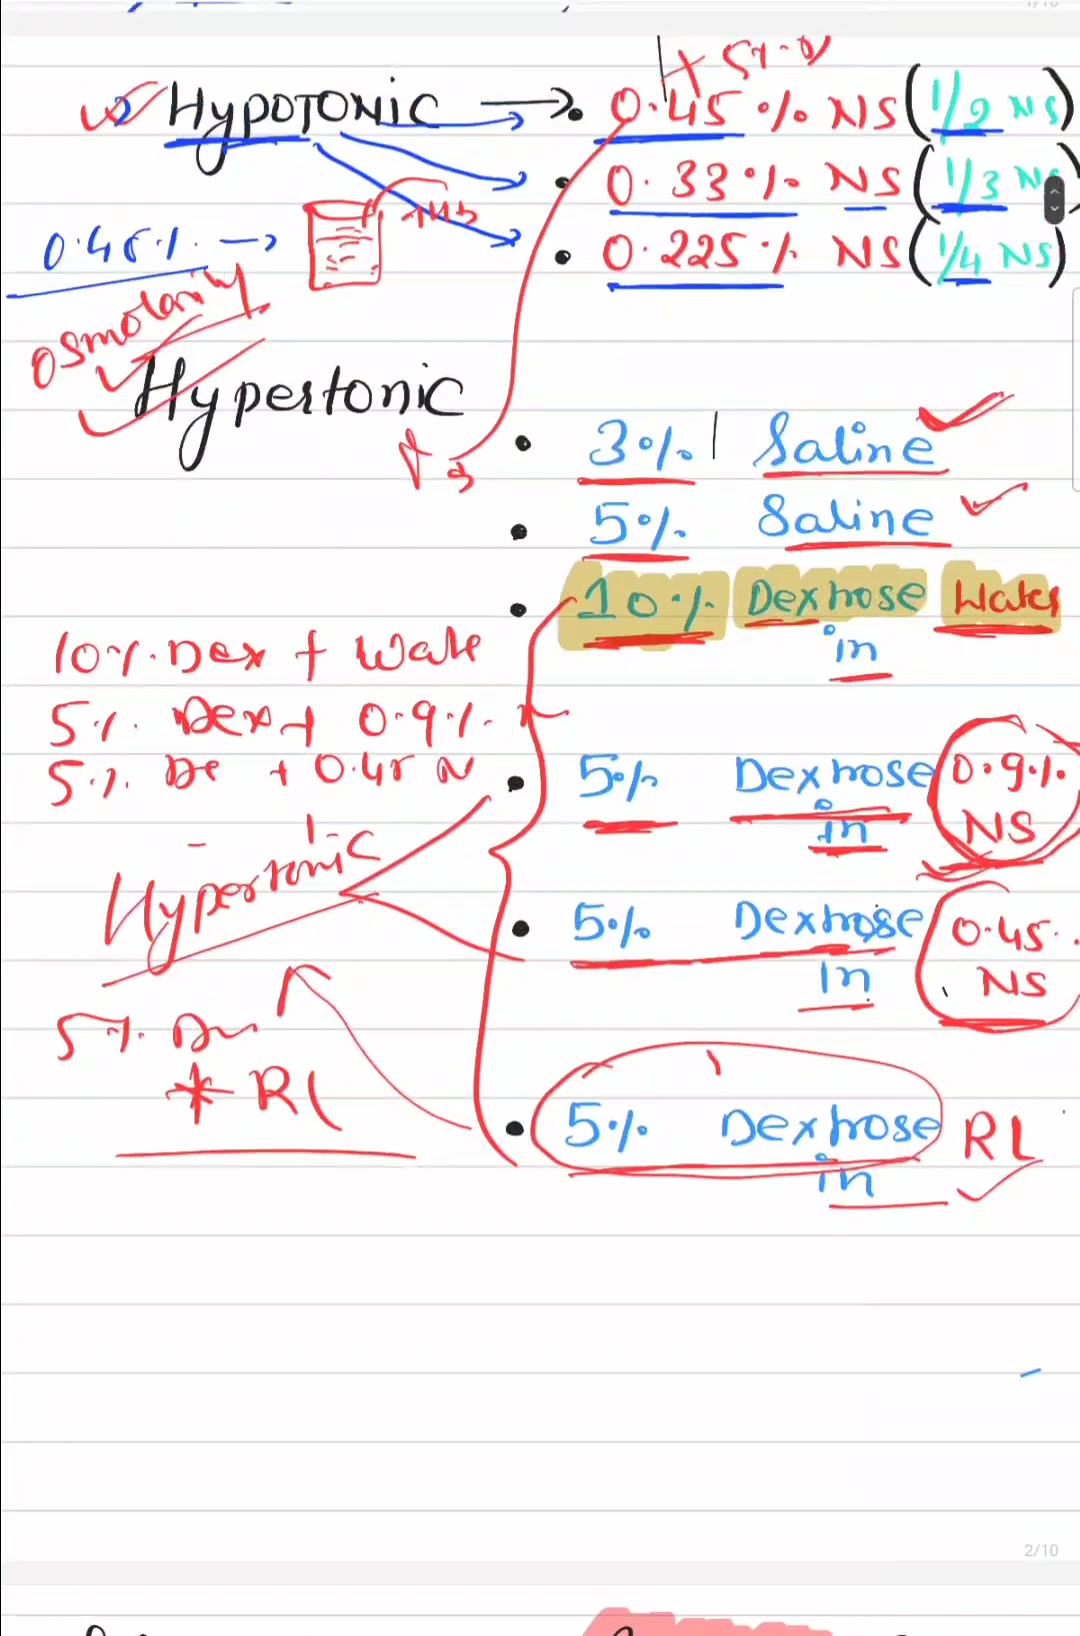 HYPOTONIC → • 0.45 % NS (1/2 NS)
• 0.33 % NS (1/3 NS
0.45% → • 0.225 % NS (1/4 NS)
osmolarity
Hypertonic
• 3% Saline
• 5% Saline
• 10% Dextrose Water
in
10% Dex + Wate
5% Dex + 0.9%
5% De + 0.45 N
• 5% Dextrose 0.9%
in NS
Hypertonic
• 5% Dextrose 0.45
in NS
5%
* RL
• 5% Dextrose RL
in
2/10